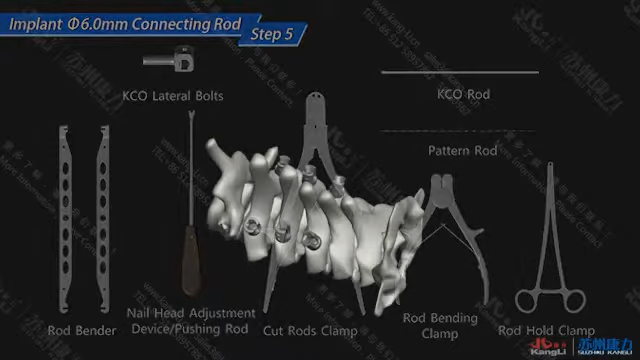 Implant Φ6.0mm Connecting Rod
Step 5
KCO Lateral Bolts
KCO Rod
Pattern Rod
Rod Bender
Nail Head Adjustment
Device/Pushing Rod
Cut Rods Clamp
Rod Bending
Clamp
Rod Hold Clamp
KangLi
苏州康力
SUZHOU KANGLI